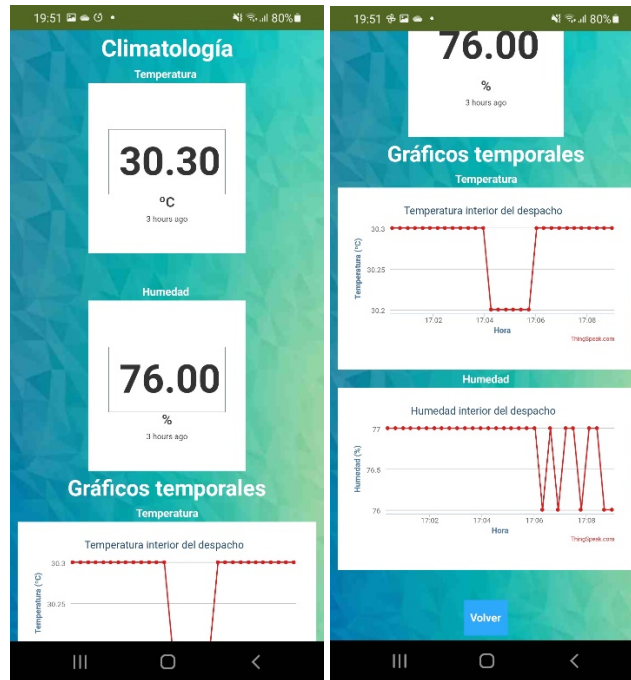 19:51
80%
Climatología
Temperatura
30.30
ºC
3 hours ago
Humedad
76.00
%
3 hours ago
Gráficos temporales
Temperatura
Temperatura interior del despacho
Temperatura (ºC)
30.3
30.25
19:51
80%
76.00
%
3 hours ago
Gráficos temporales
Temperatura
Temperatura interior del despacho
Temperatura (ºC)
30.3
30.25
30.2
17:02 17:04 17:06 17:08
Hora
ThingSpeak.com
Humedad
Humedad interior del despacho
Humedad (%)
77
76.8
76
17:02 17:04 17:06 17:08
Hora
ThingSpeak.com
Volver